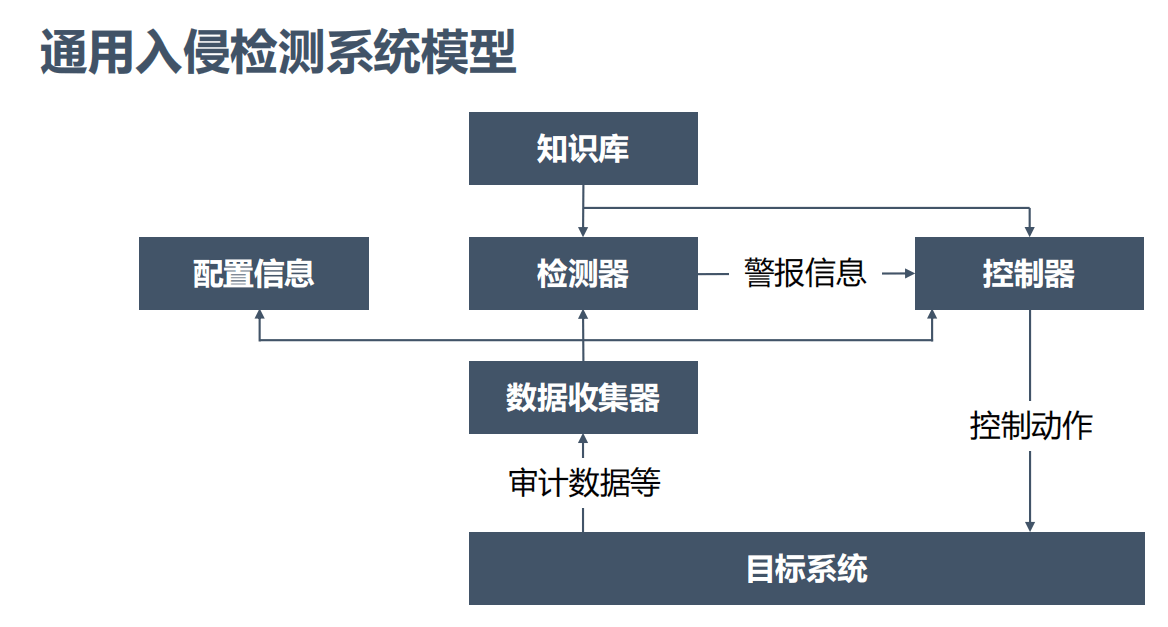 通用入侵检测系统模型
知识库
配置信息
检测器
警报信息
控制器
数据收集器
控制动作
审计数据等
目标系统